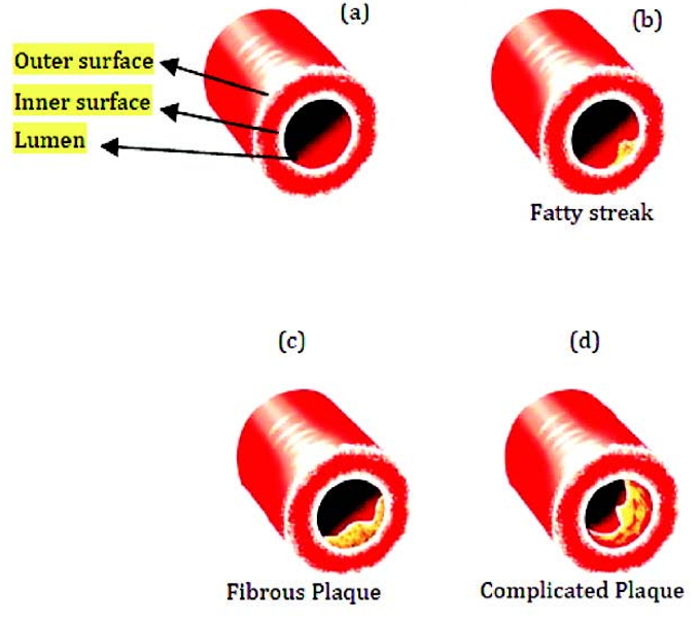 (a)
(b)
Outer surface
Inner surface
Lumen
Fatty streak
(c)
(d)
Fibrous Plaque
Complicated Plaque